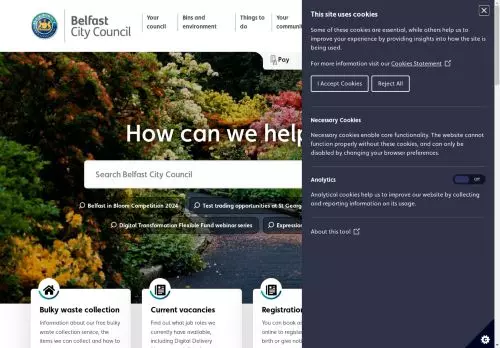 Belfast
City Council
Your
council
Bins and
environment
Things to
do
Your
community
Pay
How can we help
Search Belfast City Council
Belfast in Bloom Competition 2024
Test trading opportunities at St Georg
Digital Transformation Flexible Fund webinar series
Expression
Bulky waste collection
Information about our free bulky
waste collection service, the
items we can collect and how to
Current vacancies
Find out what job roles we
currently have available,
including Digital Delivery
Registration
You can book an
online to register
birth or give notice
This site uses cookies
Some of these cookies are essential, while others help us to
improve your experience by providing insights into how the site is
being used.
For more information visit our Cookies Statement
I Accept Cookies
Reject All
Necessary Cookies
Necessary cookies enable core functionality. The website cannot
function properly without these cookies, and can only be
disabled by changing your browser preferences.
Analytics
Off
Analytical cookies help us to improve our website by collecting
and reporting information on its usage.
About this tool